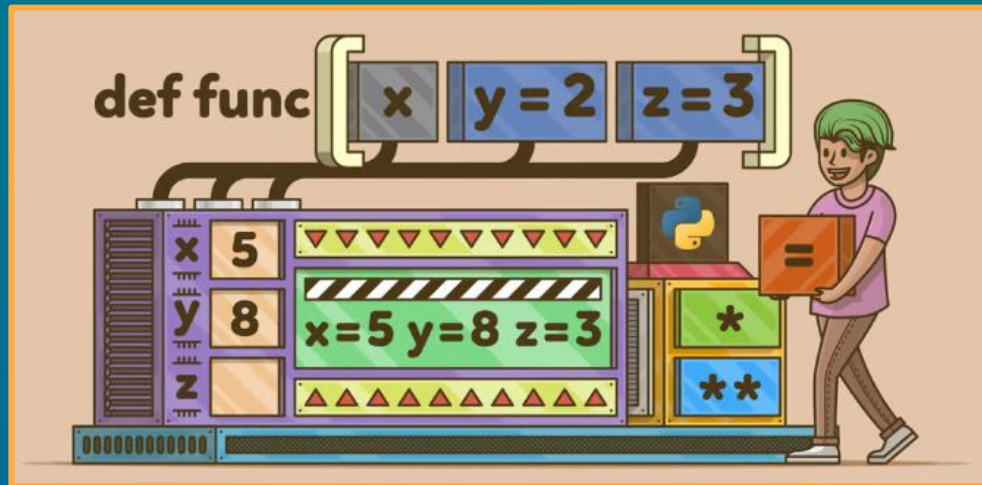 def func[x y = 2 z = 3]
x 5
y 8
z
x=5 y=8 z=3
=
*
**